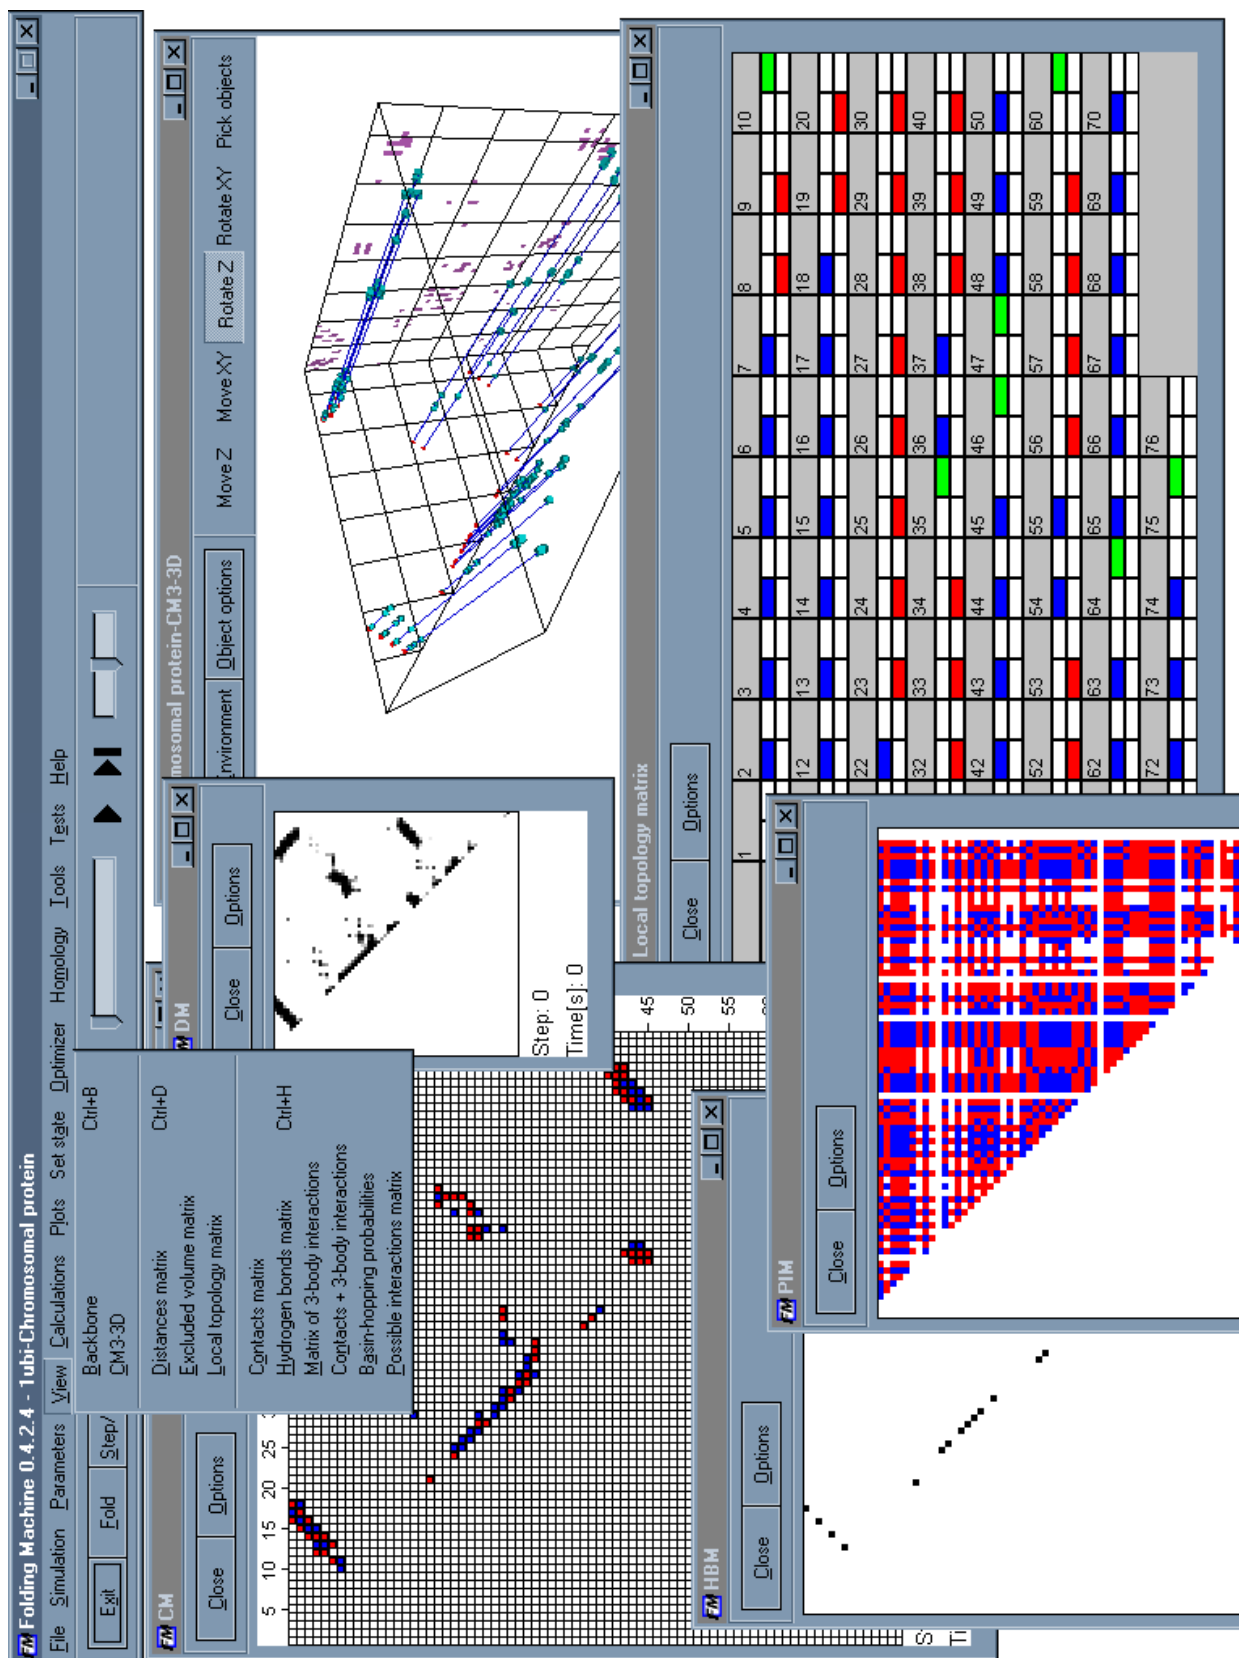 FM Folding Machine 0.4.2.4 - 1ubi-Chromosomal protein
File Simulation Parameters View Calculations Plots Set state Optimizer Homology Tools Tests Help
Exit Fold Step/
Backbone Ctrl+B
CM3-3D
Distances matrix Ctrl+D
Excluded volume matrix
Local topology matrix
Contacts matrix
Hydrogen bonds matrix Ctrl+H
Matrix of 3-body interactions
Contacts + 3-body interactions
Basin-hopping probabilities
Possible interactions matrix
FM CM
Close Options
5 10 15 20 25
45
50
55
FM DM
Close Options
Step: 0
Time[s]: 0
mosomal protein-CM3-3D
Environment Object options Move Z Move XY Rotate Z Rotate XY Pick objects
Local topology matrix
Close Options
1 2 3 4 5 6 7 8 9 10
12 13 14 15 16 17 18 19 20
22 23 24 25 26 27 28 29 30
32 33 34 35 36 37 38 39 40
42 43 44 45 46 47 48 49 50
52 53 54 55 56 57 58 59 60
62 63 64 65 66 67 68 69 70
72 73 74 75 76
FM HBM
Close Options
FM PIM
Close Options